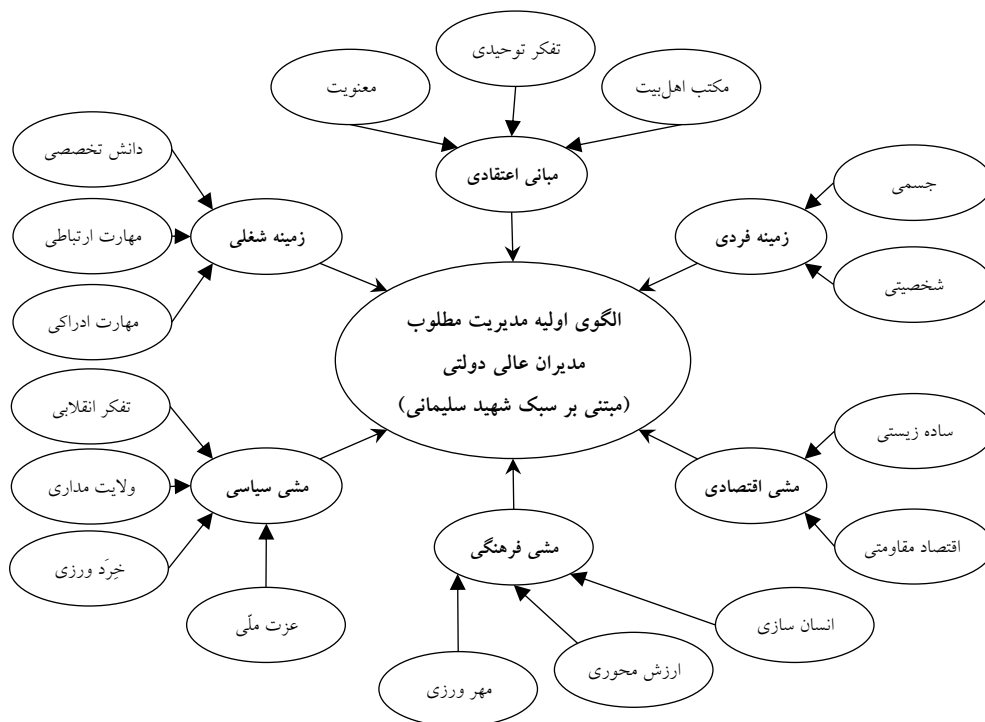 تفکر توحیدی
معنویت
مکتب اهل‌بیت
مبانی اعتقادی
دانش تخصصی
مهارت ارتباطی
مهارت ادراکی
زمینه شغلی
جسمی
شخصیتی
زمینه فردی
الگوی اولیه مدیریت مطلوب
مدیران عالی دولتی
(مبتنی بر سبک شهید سلیمانی)
تفکر انقلابی
ولایت مداری
خِرَد ورزی
عزت ملّی
مشی سیاسی
ساده زیستی
اقتصاد مقاومتی
مشی اقتصادی
مشی فرهنگی
انسان سازی
ارزش محوری
مهر ورزی